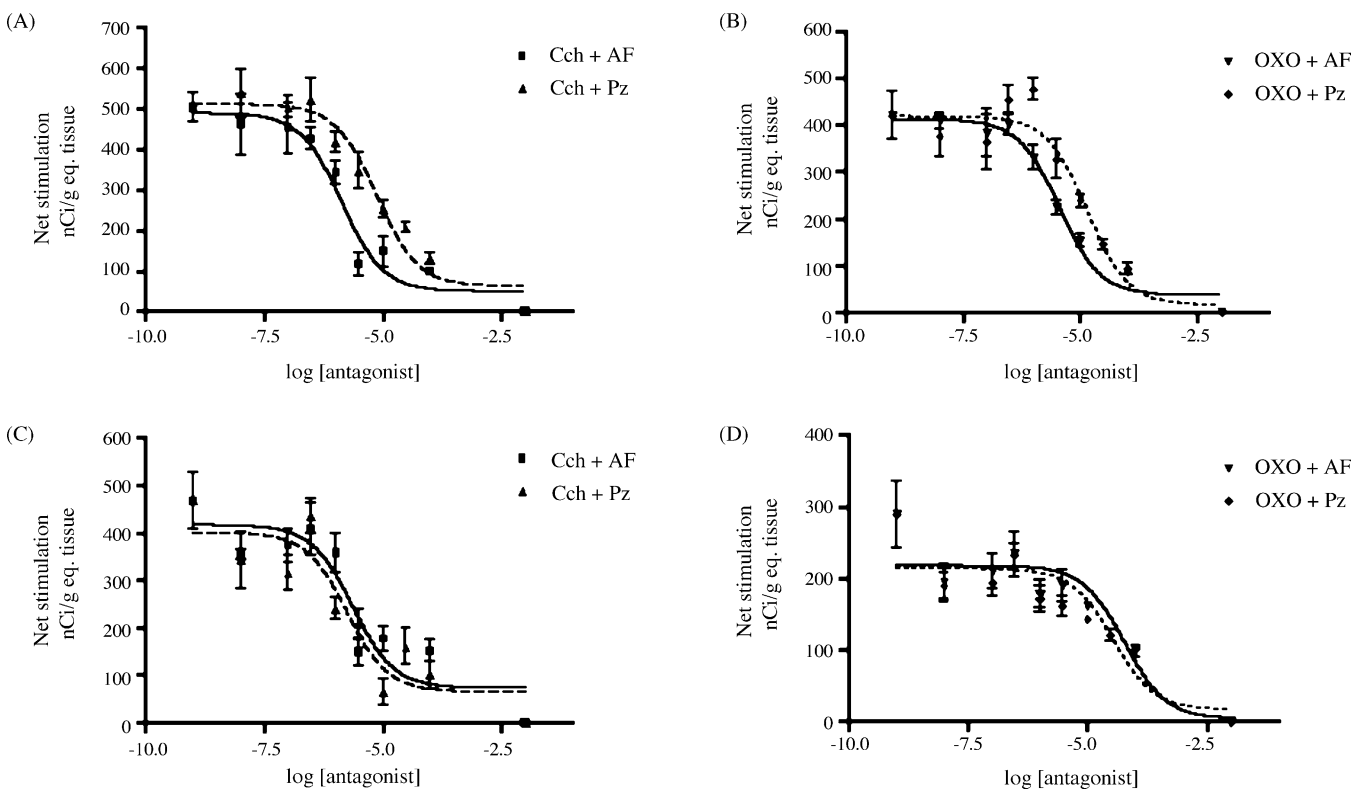 (A)
700
600
500
400
300
200
100
0
Net stimulation
nCi/g eq. tissue
-10.0
-7.5
-5.0
-2.5
log [antagonist]
Cch + AF
Cch + Pz
(B)
600
500
400
300
200
100
0
Net stimulation
nCi/g eq. tissue
-10.0
-7.5
-5.0
-2.5
log [antagonist]
OXO + AF
OXO + Pz
(C)
600
500
400
300
200
100
0
Net stimulation
nCi/g eq. tissue
-10.0
-7.5
-5.0
-2.5
log [antagonist]
Cch + AF
Cch + Pz
(D)
400
300
200
100
0
Net stimulation
nCi/g eq. tissue
-10.0
-7.5
-5.0
-2.5
log [antagonist]
OXO + AF
OXO + Pz